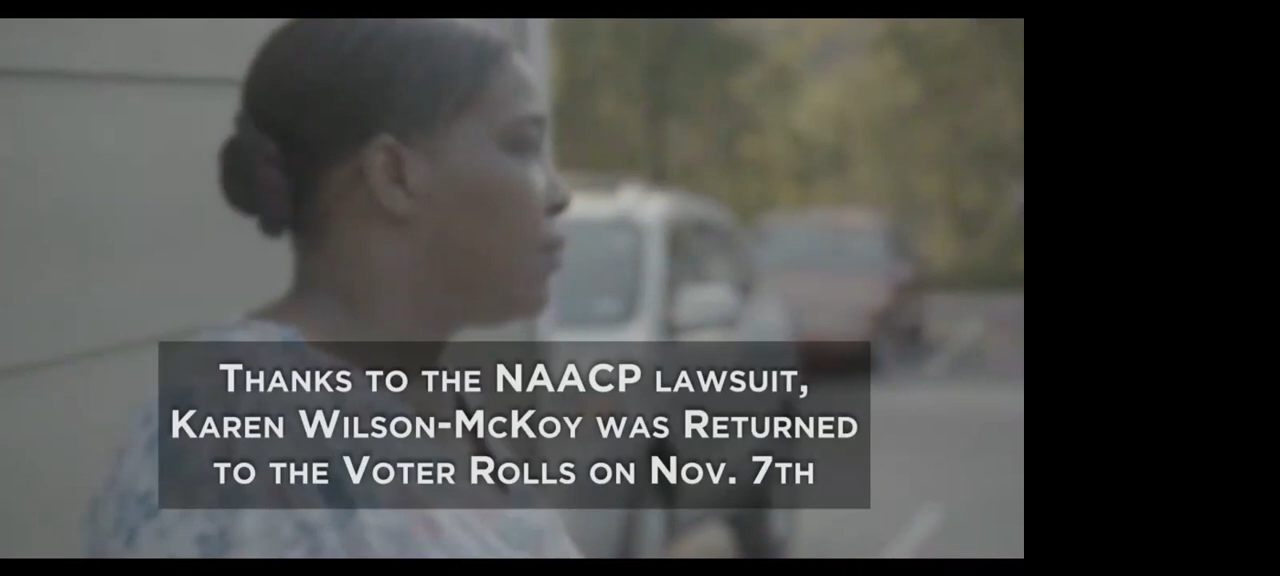 Thanks to the NAACP lawsuit,
Karen Wilson-McKoy was Returned
to the Voter Rolls on Nov. 7th